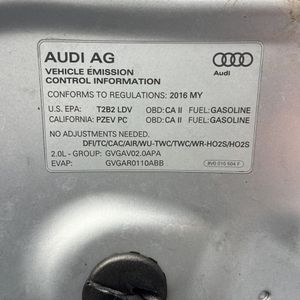 AUDI AG
Audi
VEHICLE EMISSION
CONTROL INFORMATION
CONFORMS TO REGULATIONS: 2016 MY
U.S. EPA: T2B2 LDV OBD: CA II FUEL: GASOLINE
CALIFORNIA: PZEV PC OBD: CA II FUEL: GASOLINE
NO ADJUSTMENTS NEEDED.
DFI/TC/CAC/AIR/WU-TWC/TWC/WR-HO2S/HO2S
2.0L - GROUP: GVGAV02.0APA
EVAP: GVGAR0110ABB